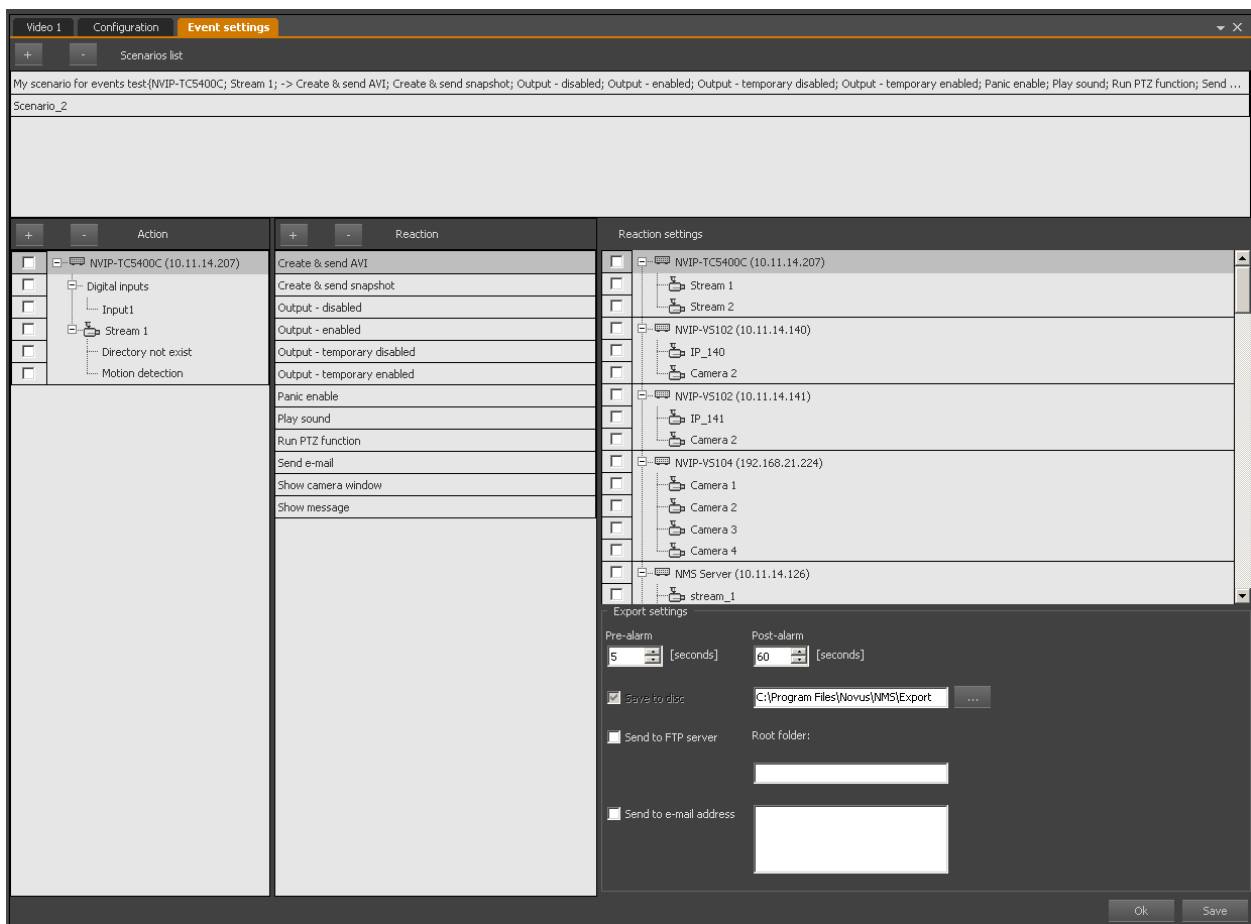 Video 1 Configuration Event settings
+ - Scenarios list
My scenario for events test{NVIP-TC5400C; Stream 1; -> Create & send AVI; Create & send snapshot; Output - disabled; Output - enabled; Output - temporary disabled; Output - temporary enabled; Panic enable; Play sound; Run PTZ function; Send ...
Scenario_2
+ - Action
NVIP-TC5400C (10.11.14.207)
Digital inputs
Input1
Stream 1
Directory not exist
Motion detection
+ - Reaction
Create & send AVI
Create & send snapshot
Output - disabled
Output - enabled
Output - temporary disabled
Output - temporary enabled
Panic enable
Play sound
Run PTZ function
Send e-mail
Show camera window
Show message
Reaction settings
NVIP-TC5400C (10.11.14.207)
Stream 1
Stream 2
NVIP-VS102 (10.11.14.140)
IP_140
Camera 2
NVIP-VS102 (10.11.14.141)
IP_141
Camera 2
NVIP-VS104 (192.168.21.224)
Camera 1
Camera 2
Camera 3
Camera 4
NMS Server (10.11.14.126)
stream_1
Export settings
Pre-alarm Post-alarm
5 [seconds] 60 [seconds]
Save to disc C:\Program Files\Novus\NMS\Export ...
Send to FTP server Root folder:
Send to e-mail address
Ok Save